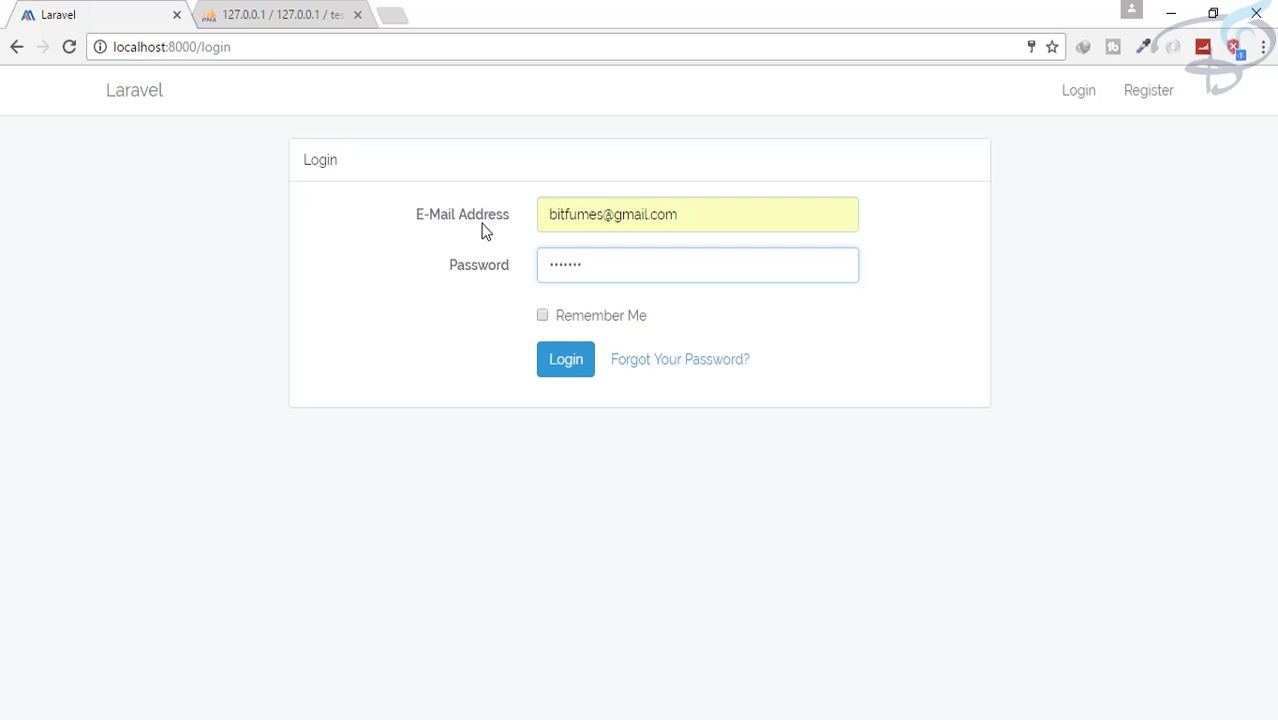 Laravel
127.0.0.1 / 127.0.0.1 / tes
localhost:8000/login
Laravel
Login
Register
Login
E-Mail Address
bitfumes@gmail.com
Password
•••••••
Remember Me
Login
Forgot Your Password?